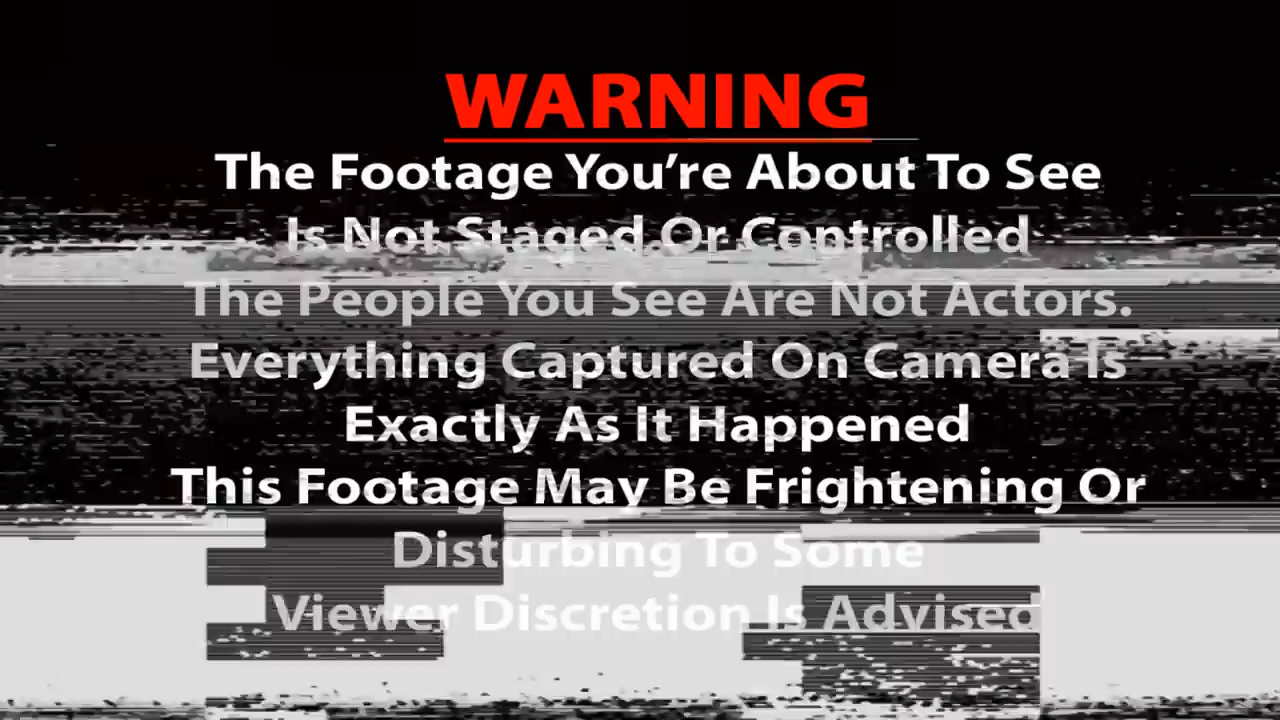 WARNING
The Footage You’re About To See
Is Not Staged Or Controlled
The People You See Are Not Actors.
Everything Captured On Camera Is
Exactly As It Happened
This Footage May Be Frightening Or
Disturbing To Some
Viewer Discretion Is Advised